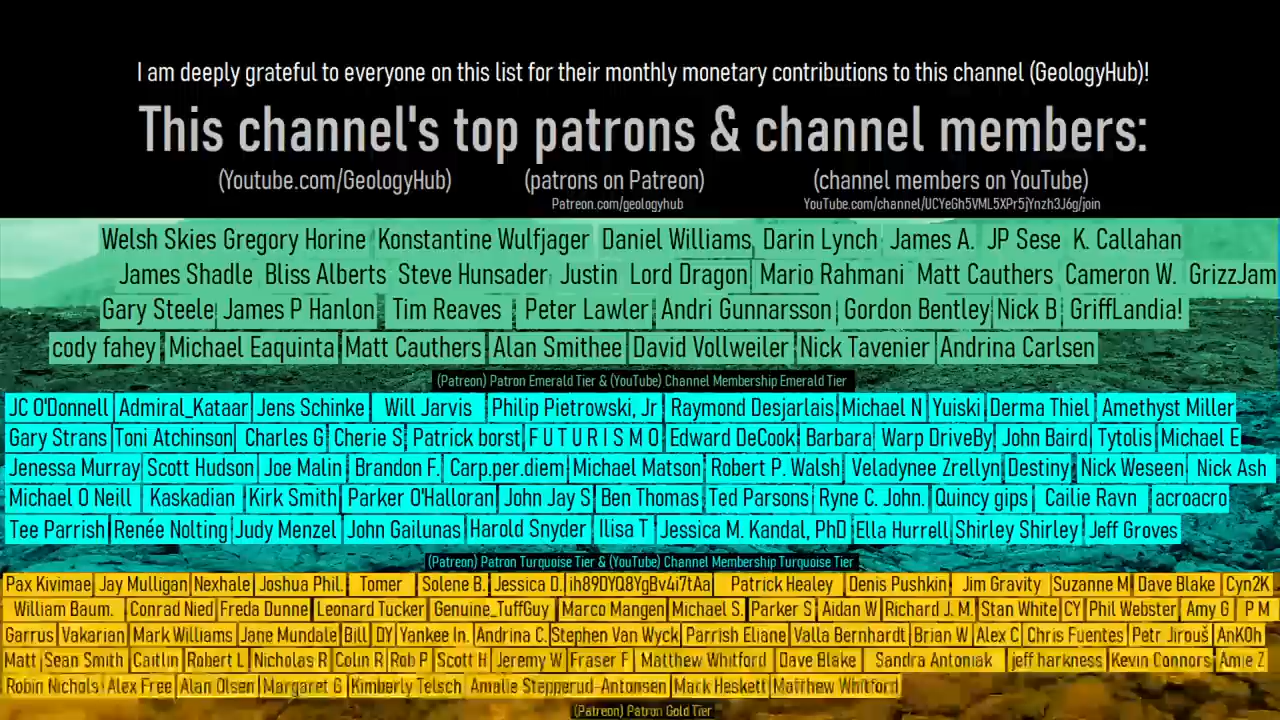 I am deeply grateful to everyone on this list for their monthly monetary contributions to this channel (GeologyHub)!
This channel's top patrons & channel members:
(Youtube.com/GeologyHub) (patrons on Patreon) (channel members on YouTube)
Patreon.com/geologyhub YouTube.com/channel/UCYeGh5VML5XPr5jYnzh3J6g/join
Welsh Skies Gregory Horine Konstantine Wulfjager Daniel Williams Darin Lynch James A. JP Sese K. Callahan
James Shadle Bliss Alberts Steve Hunsader Justin Lord Dragon Mario Rahmani Matt Cauthers Cameron W. GrizzJam
Gary Steele James P Hanlon Tim Reaves Peter Lawler Andri Gunnarsson Gordon Bentley Nick B GriffLandia!
cody fahey Michael Eaquinta Matt Cauthers Alan Smithee David Vollweiler Nick Tavenier Andrina Carlsen
(Patreon) Patron Emerald Tier & (YouTube) Channel Membership Emerald Tier
JC O'Donnell Admiral_Kataar Jens Schinke Will Jarvis Philip Pietrowski, Jr Raymond Desjarlais Michael N Yuiski Derma Thiel Amethyst Miller
Gary Strans Toni Atchinson Charles G Cherie S Patrick borst F U T U R I S M O Edward DeCook Barbara Warp DriveBy John Baird Tytolis Michael E
Jenessa Murray Scott Hudson Joe Malin Brandon F. Carp.per.diem Michael Matson Robert P. Walsh Veladynee Zrellyn Destiny Nick Weseen Nick Ash
Michael O Neill Kaskadian Kirk Smith Parker O'Halloran John Jay S Ben Thomas Ted Parsons Ryne C. John. Quincy gips Cailie Ravn acroacro
Tee Parrish Renée Nolting Judy Menzel John Gailunas Harold Snyder Ilisa T Jessica M. Kandal, PhD Ella Hurrell Shirley Shirley Jeff Groves
(Patreon) Patron Turquoise Tier & (YouTube) Channel Membership Turquoise Tier
Pax Kivimae Jay Mulligan Nexhale Joshua Phil Tomer Solene B. Jessica D. ih89DYQ8YgBv4i7tAa Patrick Healey Denis Pushkin Jim Gravity Suzanne M Dave Blake Cyn2K
William Baum. Conrad Nied Freda Dunne Leonard Tucker Genuine_TuffGuy Marco Mangen Michael S. Parker S Aidan W Richard J. M. Stan White CY Phil Webster Amy G P M
Garrus Vakarian Mark Williams Jane Mundale Bill DY Yankee In. Andrina C. Stephen Van Wyck Parrish Eliane Valla Bernhardt Brian W Alex C Chris Fuentes Petr Jirouš AnKOh
Matt Sean Smith Caitlin Robert L Nicholas R Colin R Rob P Scott H Jeremy W Fraser F Matthew Whitford Dave Blake Sandra Antoniak jeff harkness Kevin Connors Amie Z
Robin Nichols Alex Free Alan Olsen Margaret G Kimberly Telsch Amalie Stepperud-Antonsen Mack Heskett Matthew Whitford
(Patreon) Patron Gold Tier